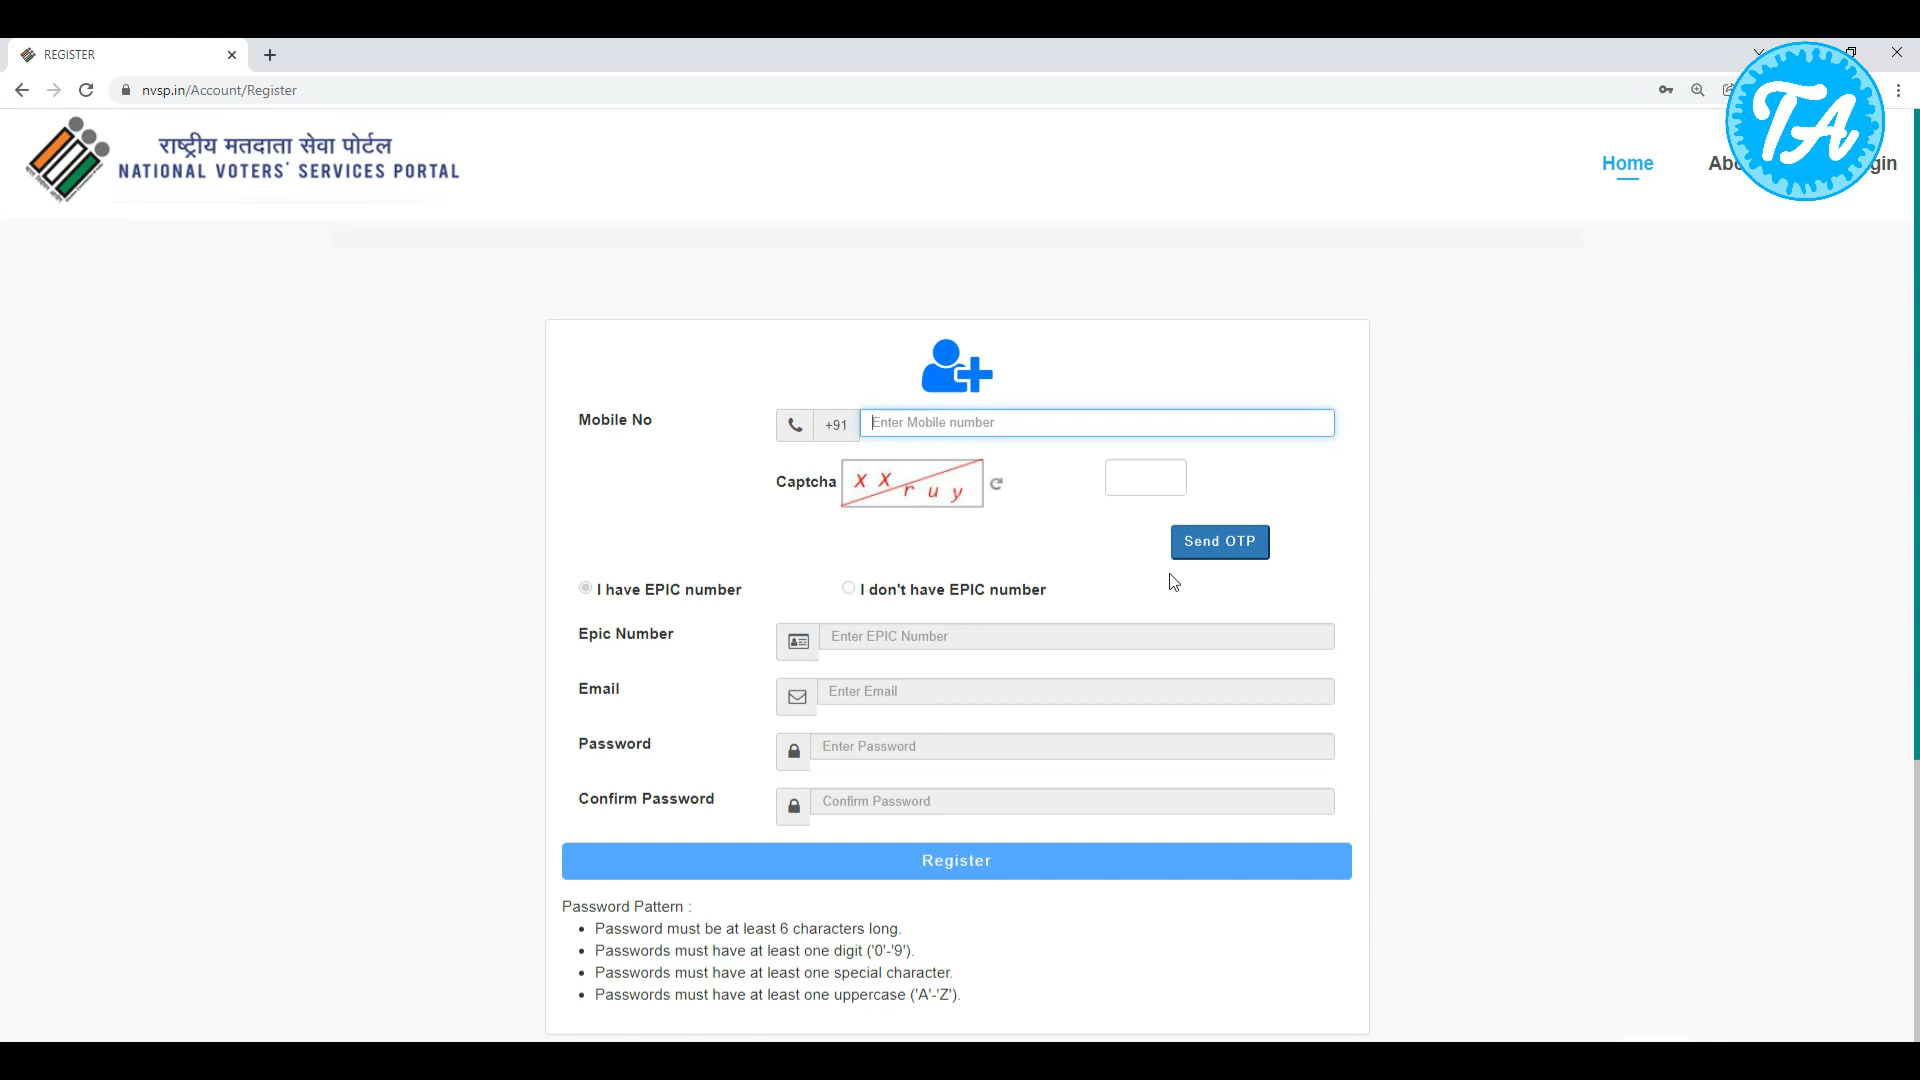 REGISTER
nvsp.in/Account/Register
राष्ट्रीय मतदाता सेवा पोर्टल
NATIONAL VOTERS' SERVICES PORTAL
Home
TA
Mobile No
+91
Enter Mobile number
Captcha
x x r u y
Send OTP
I have EPIC number
I don't have EPIC number
Epic Number
Enter EPIC Number
Email
Enter Email
Password
Enter Password
Confirm Password
Confirm Password
Register
Password Pattern :
Password must be at least 6 characters long.
Passwords must have at least one digit ('0'-'9').
Passwords must have at least one special character.
Passwords must have at least one uppercase ('A'-'Z').